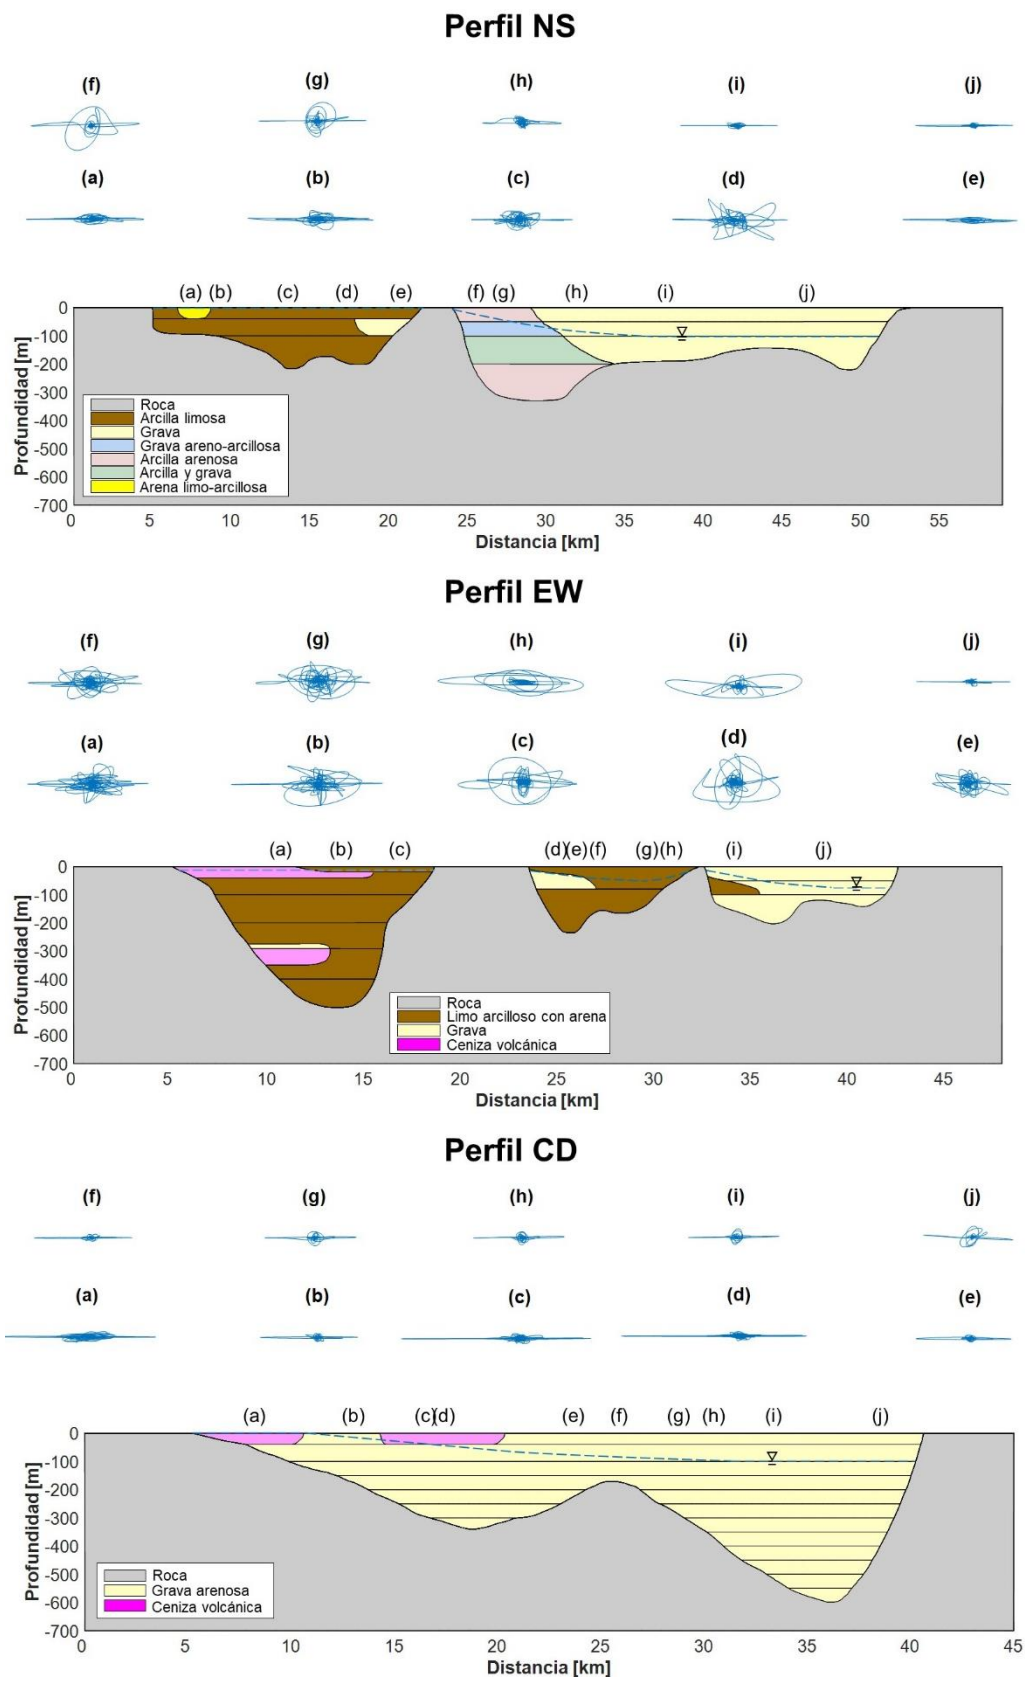 Perfil NS
(f) (g) (h) (i) (j)
(a) (b) (c) (d) (e)
(a) (b) (c) (d) (e) (f) (g) (h) (i) (j)
Profundidad [m]
0
-100
-200
-300
-400
-500
-600
-700
Roca
Arcilla limosa
Grava
Grava areno-arcillosa
Arcilla arenosa
Arcilla y grava
Arena limo-arcillosa
0 5 10 15 20 25 30 35 40 45 50 55
Distancia [km]
Perfil EW
(f) (g) (h) (i) (j)
(a) (b) (c) (d) (e)
(a) (b) (c) (d)(e)(f) (g)(h) (i) (j)
Profundidad [m]
0
-100
-200
-300
-400
-500
-600
-700
Roca
Limo arcilloso con arena
Grava
Ceniza volcánica
0 5 10 15 20 25 30 35 40 45
Distancia [km]
Perfil CD
(f) (g) (h) (i) (j)
(a) (b) (c) (d) (e)
(a) (b) (c)(d) (e) (f) (g) (h) (i) (j)
Profundidad [m]
0
-100
-200
-300
-400
-500
-600
-700
Roca
Grava arenosa
Ceniza volcánica
0 5 10 15 20 25 30 35 40 45
Distancia [km]